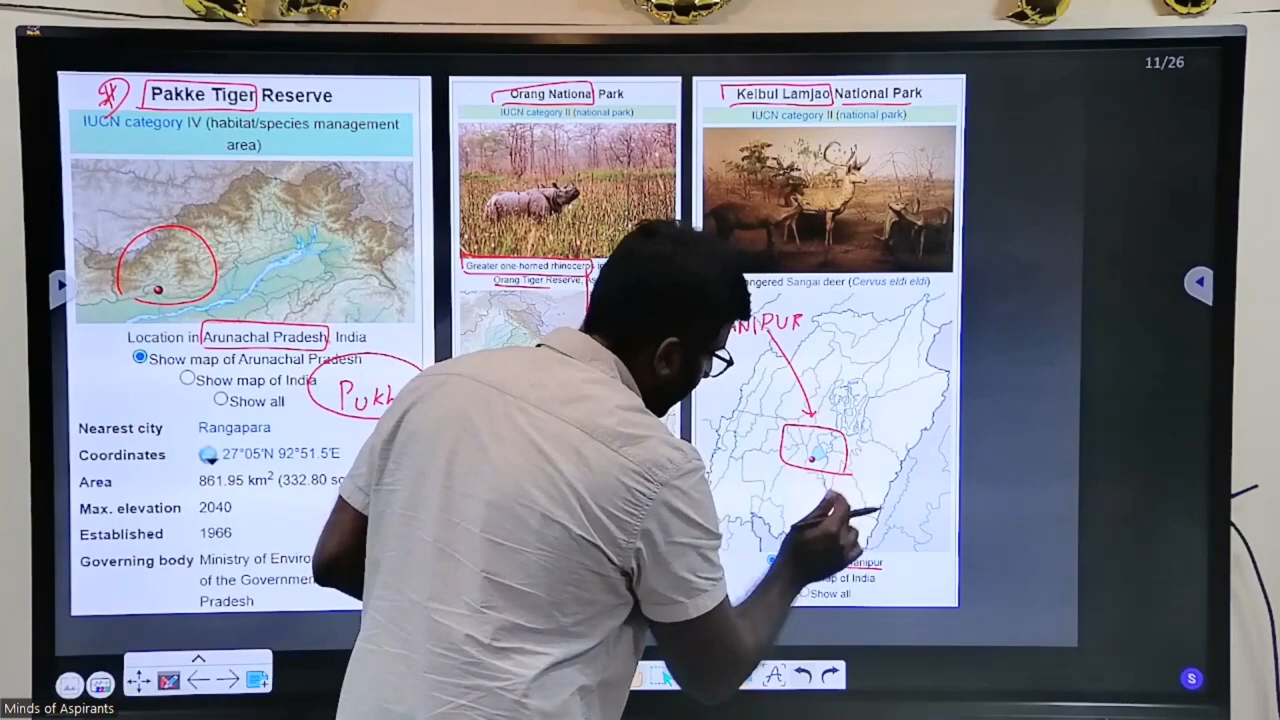 11/26
Pakke Tiger Reserve
IUCN category IV (habitat/species management
area)
Location in Arunachal Pradesh, India
Show map of Arunachal Pradesh
Show map of India
Show all
Pukh
Nearest city Rangapara
Coordinates 27°05′N 92°51.5′E
Area 861.95 km² (332.80 sq
Max. elevation 2040
Established 1966
Governing body Ministry of Enviro
of the Governmen
Pradesh
Orang National Park
IUCN category II (national park)
Greater one-horned rhinoceros in
Orang Tiger Reserve, As
Keibul Lamjao National Park
IUCN category II (national park)
ngered Sangai deer (Cervus eldi eldi)
ANIPUR
anipur
ap of India
Show all
A
S
Minds of Aspirants